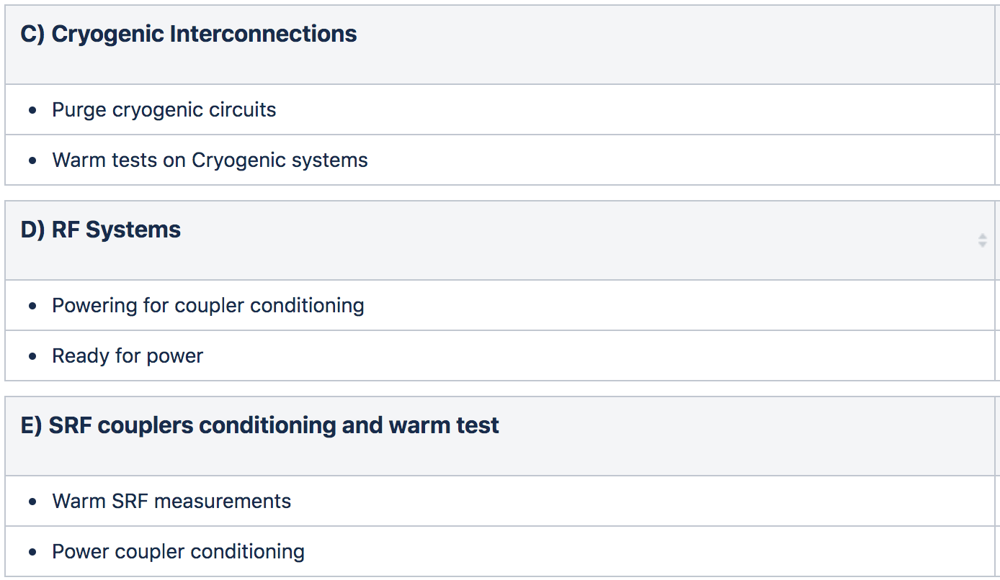 C) Cryogenic Interconnections
• Purge cryogenic circuits
• Warm tests on Cryogenic systems
D) RF Systems
• Powering for coupler conditioning
• Ready for power
E) SRF couplers conditioning and warm test
• Warm SRF measurements
• Power coupler conditioning